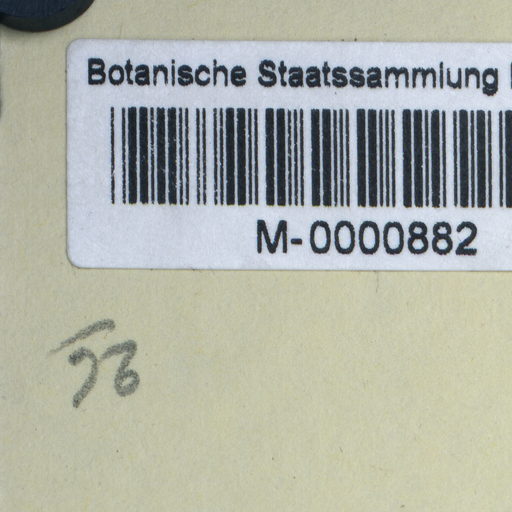 Botanische Staatssammlung
M-0000882